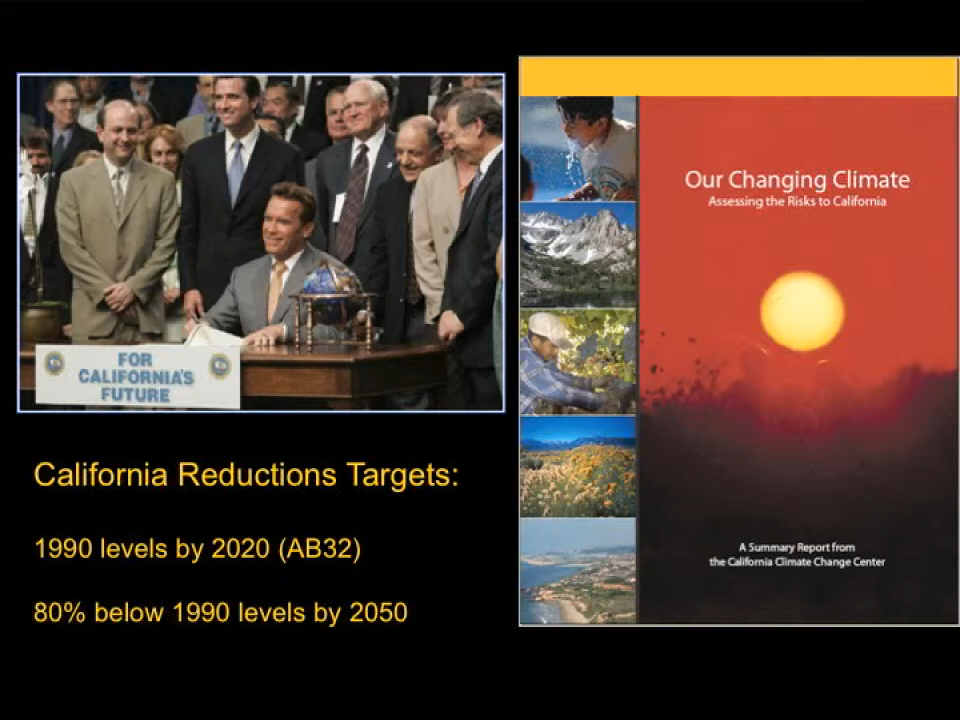 FOR
CALIFORNIA'S
FUTURE
California Reductions Targets:
1990 levels by 2020 (AB32)
80% below 1990 levels by 2050
Our Changing Climate
Assessing the Risks to California
A Summary Report from
the California Climate Change Center